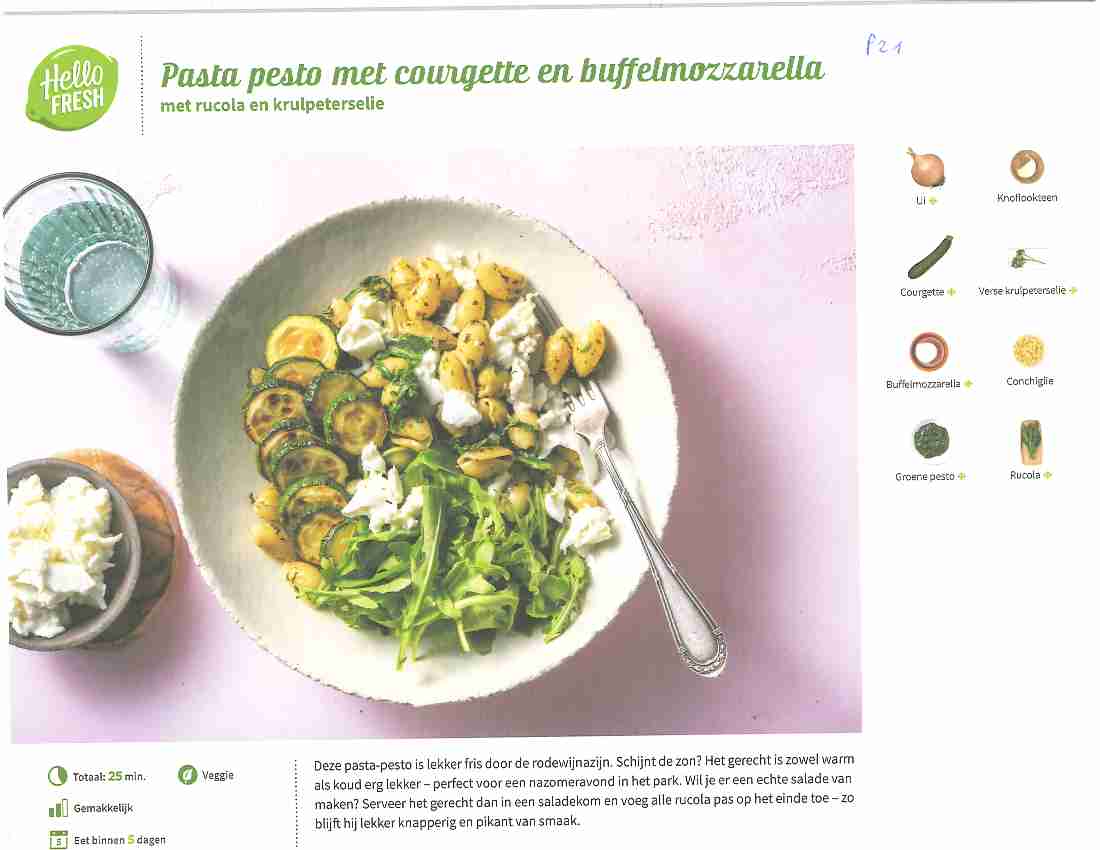 Hello
FRESH
Pasta pesto met courgette en buffelmozzarella
met rucola en krulpeterselie
P21
Ui
Knoflookteen
Courgette
Verse krulpeterselie
Buffelmozzarella
Conchiglie
Groene pesto
Rucola
Totaal: 25 min.
Veggie
Gemakkelijk
5
Eet binnen 5 dagen
Deze pasta-pesto is lekker fris door de rodewijnazijn. Schijnt de zon? Het gerecht is zowel warm
als koud erg lekker – perfect voor een nazomeravond in het park. Wil je er een echte salade van
maken? Serveer het gerecht dan in een saladekom en voeg alle rucola pas op het einde toe – zo
blijft hij lekker knapperig en pikant van smaak.